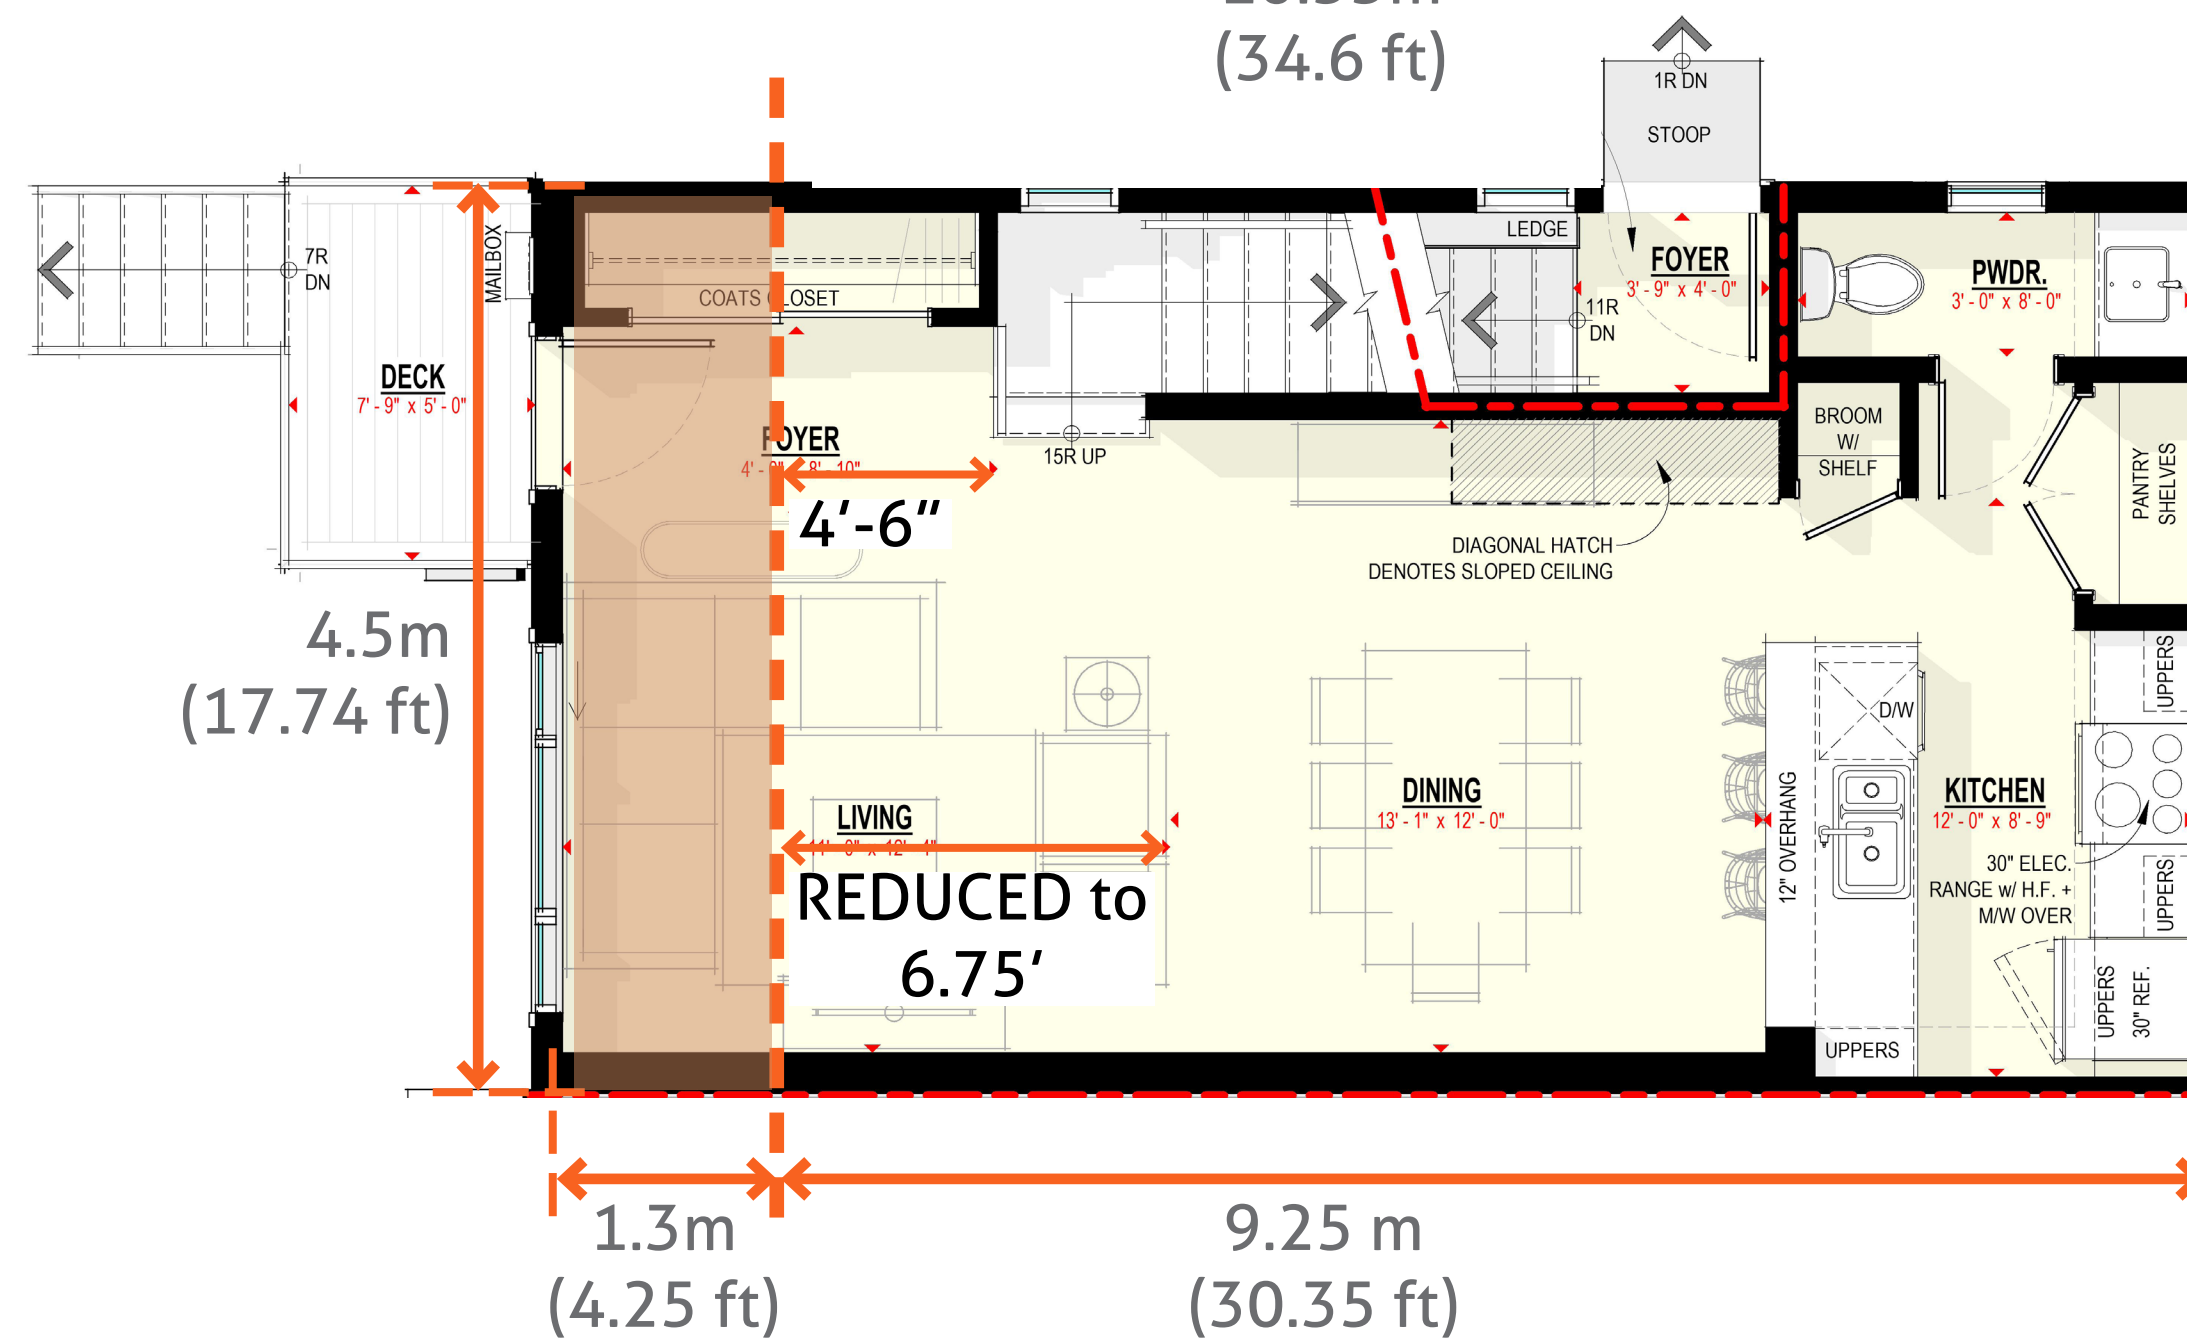 (34.6 ft)
1R DN
STOOP
MAILBOX
7R
DN
COATS CLOSET
LEDGE
FOYER
3' - 9" x 4' - 0"
11R
DN
PWDR.
3' - 0" x 8' - 0"
DECK
7' - 9" x 5' - 0"
FOYER
15R UP
4'-6"
BROOM
W/
SHELF
PANTRY
SHELVES
DIAGONAL HATCH
DENOTES SLOPED CEILING
4.5m
(17.74 ft)
UPPERS
D/W
LIVING
DINING
13' - 1" x 12' - 0"
12" OVERHANG
KITCHEN
12' - 0" x 8' - 9"
30" ELEC.
RANGE w/ H.F. +
M/W OVER
UPPERS
REDUCED to
6.75'
UPPERS
30" REF.
UPPERS
1.3m
(4.25 ft)
9.25 m
(30.35 ft)